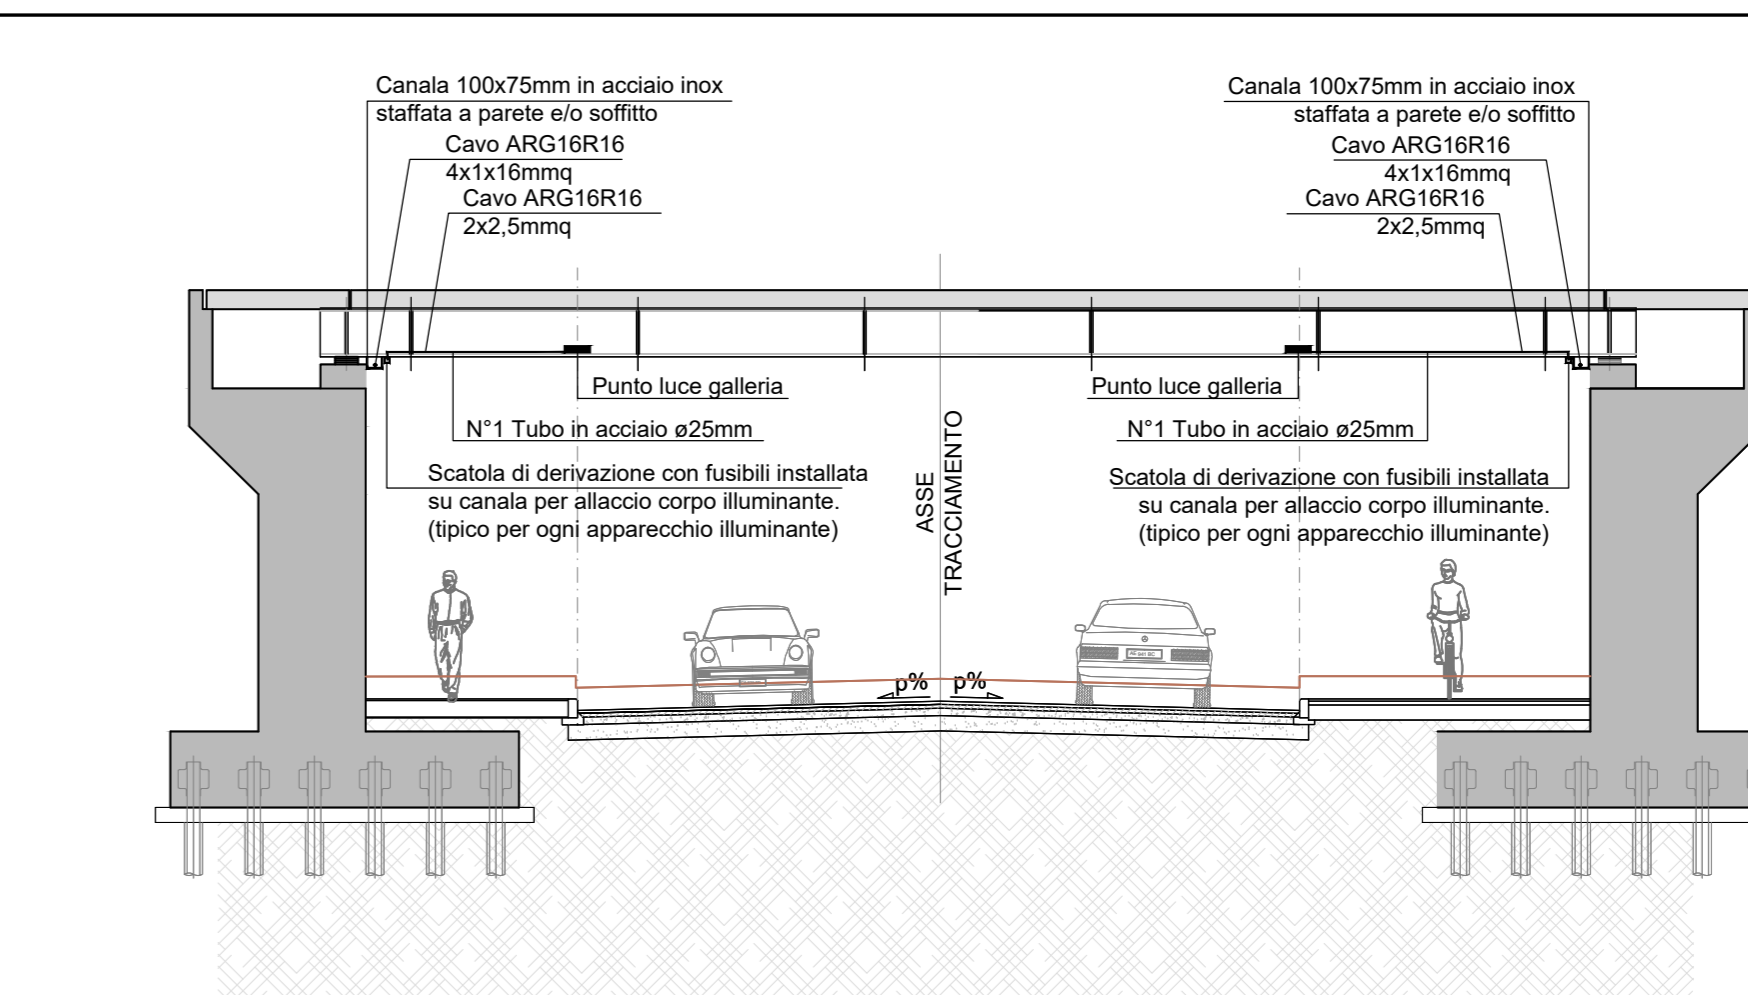 Canala 100x75mm in acciaio inox
staffata a parete e/o soffitto
Cavo ARG16R16
4x1x16mmq
Cavo ARG16R16
2x2,5mmq
Canala 100x75mm in acciaio inox
staffata a parete e/o soffitto
Cavo ARG16R16
4x1x16mmq
Cavo ARG16R16
2x2,5mmq
Punto luce galleria
N°1 Tubo in acciaio ø25mm
Scatola di derivazione con fusibili installata
su canala per allaccio corpo illuminante.
(tipico per ogni apparecchio illuminante)
ASSE
TRACCIAMENTO
Punto luce galleria
N°1 Tubo in acciaio ø25mm
Scatola di derivazione con fusibili installata
su canala per allaccio corpo illuminante.
(tipico per ogni apparecchio illuminante)
p% p%